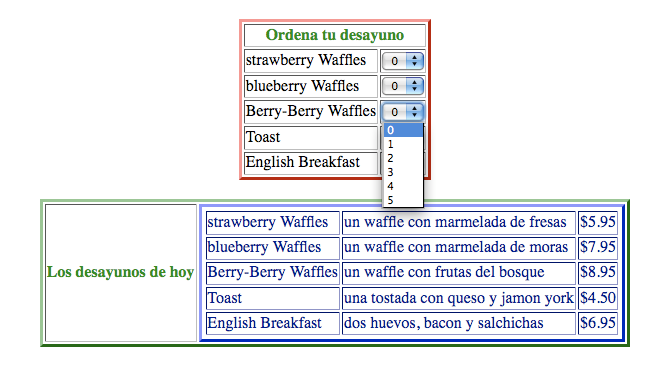 Ordena tu desayuno
strawberry Waffles 0
blueberry Waffles 0
Berry-Berry Waffles 0
Toast
English Breakfast
0
1
2
3
4
5
Los desayunos de hoy
strawberry Waffles un waffle con marmelada de fresas $5.95
blueberry Waffles un waffle con marmelada de moras $7.95
Berry-Berry Waffles un waffle con frutas del bosque $8.95
Toast una tostada con queso y jamon york $4.50
English Breakfast dos huevos, bacon y salchichas $6.95